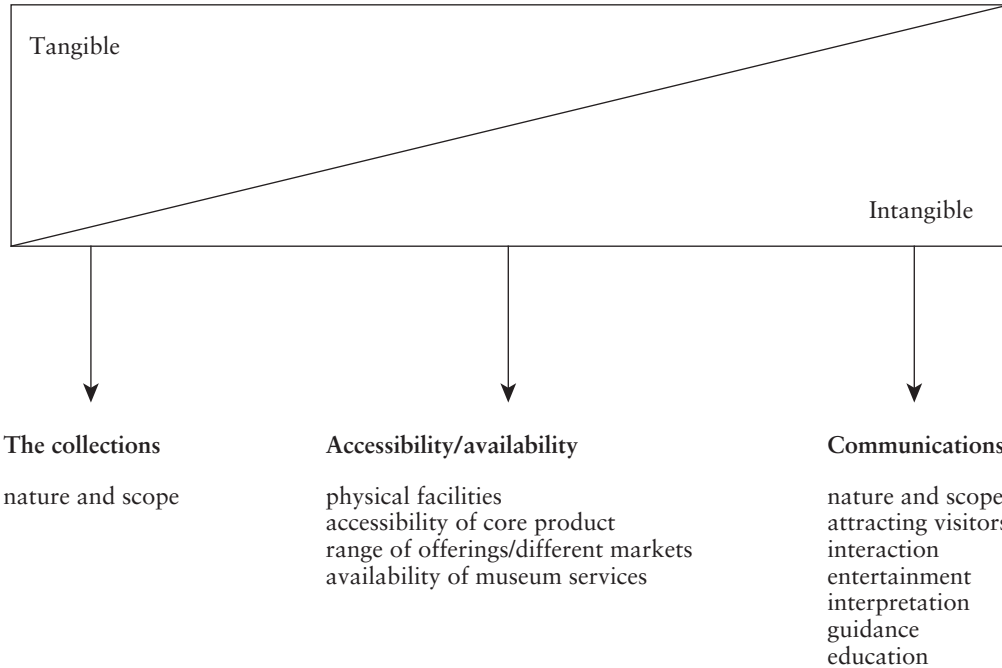 Tangible
Intangible
The collections
nature and scope
Accessibility/availability
physical facilities
accessibility of core product
range of offerings/different markets
availability of museum services
Communications
nature and scope
attracting visitors
interaction
entertainment
interpretation
guidance
education